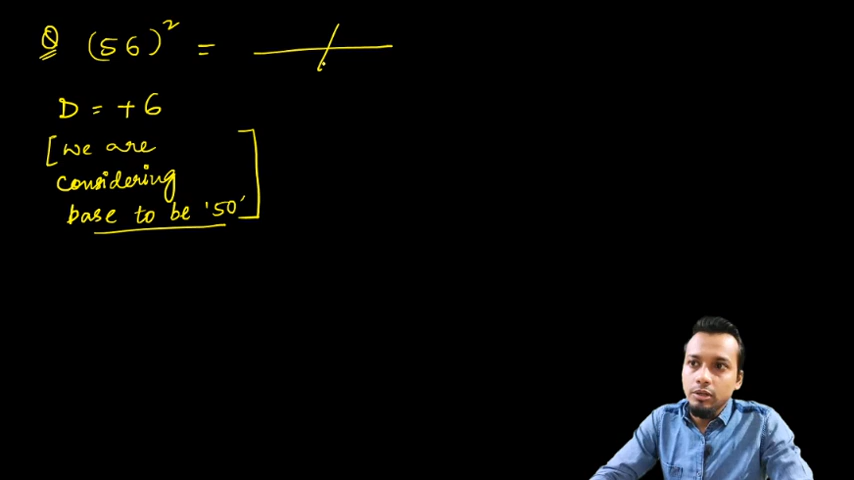 Q (56)² = /
D = + 6
[we are
considering
base to be '50']